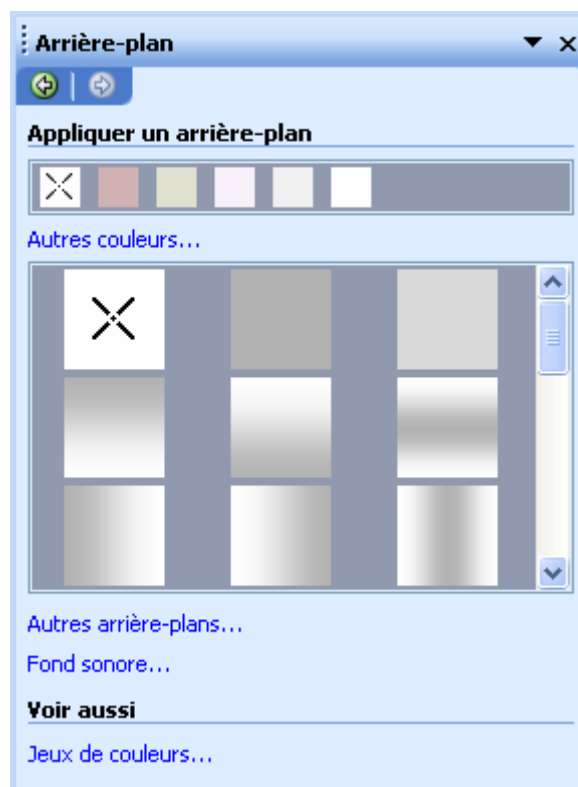 Arrière-plan
Appliquer un arrière-plan
Autres couleurs...
Autres arrière-plans...
Fond sonore...
Voir aussi
Jeux de couleurs...